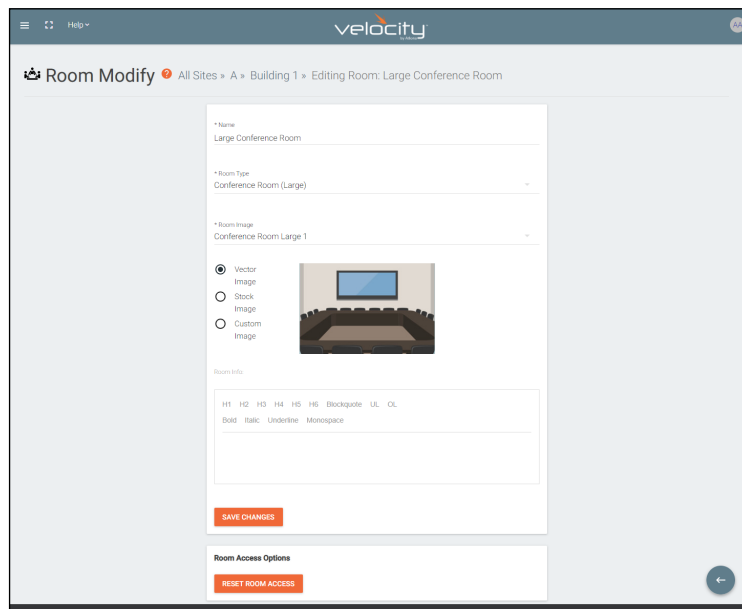 Help
velocity
by Atlona
AA
Room Modify ? All Sites » A » Building 1 » Editing Room: Large Conference Room
* Name
Large Conference Room
* Room Type
Conference Room (Large)
* Room Image
Conference Room Large 1
Vector
Image
Stock
Image
Custom
Image
Room Info
H1 H2 H3 H4 H5 H6 Blockquote UL OL
Bold Italic Underline Monospace
SAVE CHANGES
Room Access Options
RESET ROOM ACCESS